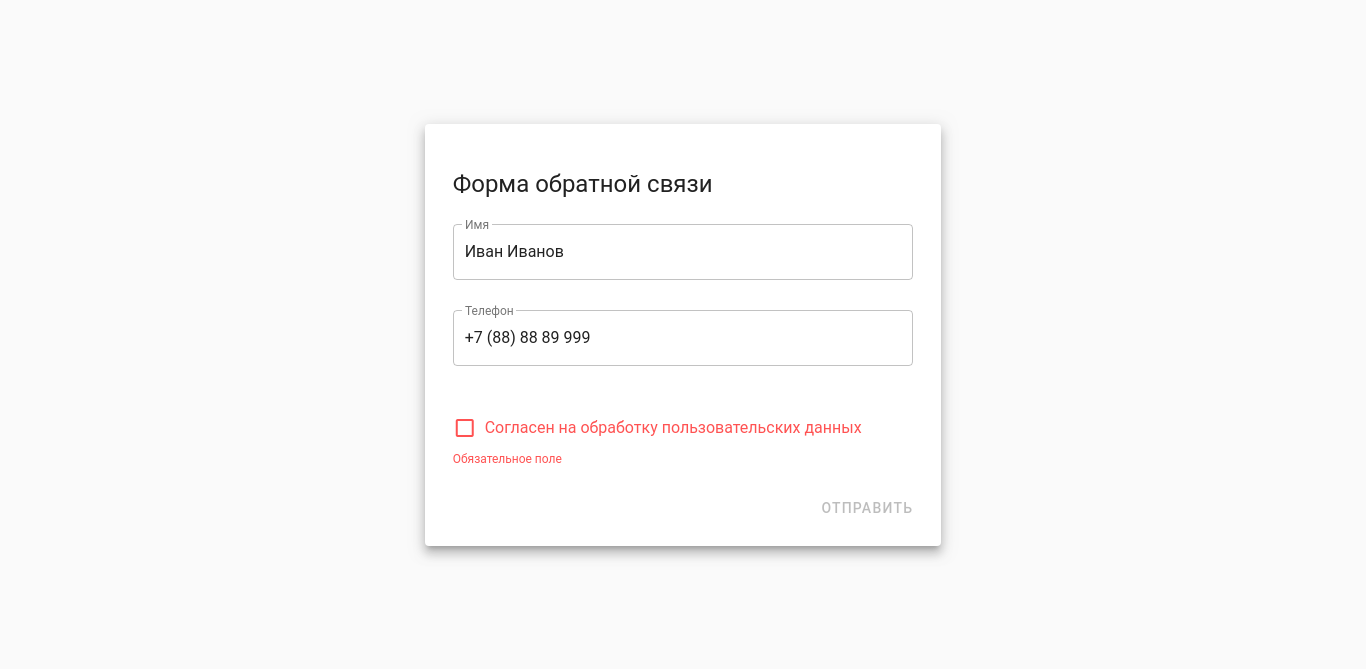 Форма обратной связи
Имя
Иван Иванов
Телефон
+7 (88) 88 89 999
Согласен на обработку пользовательских данных
Обязательное поле
ОТПРАВИТЬ